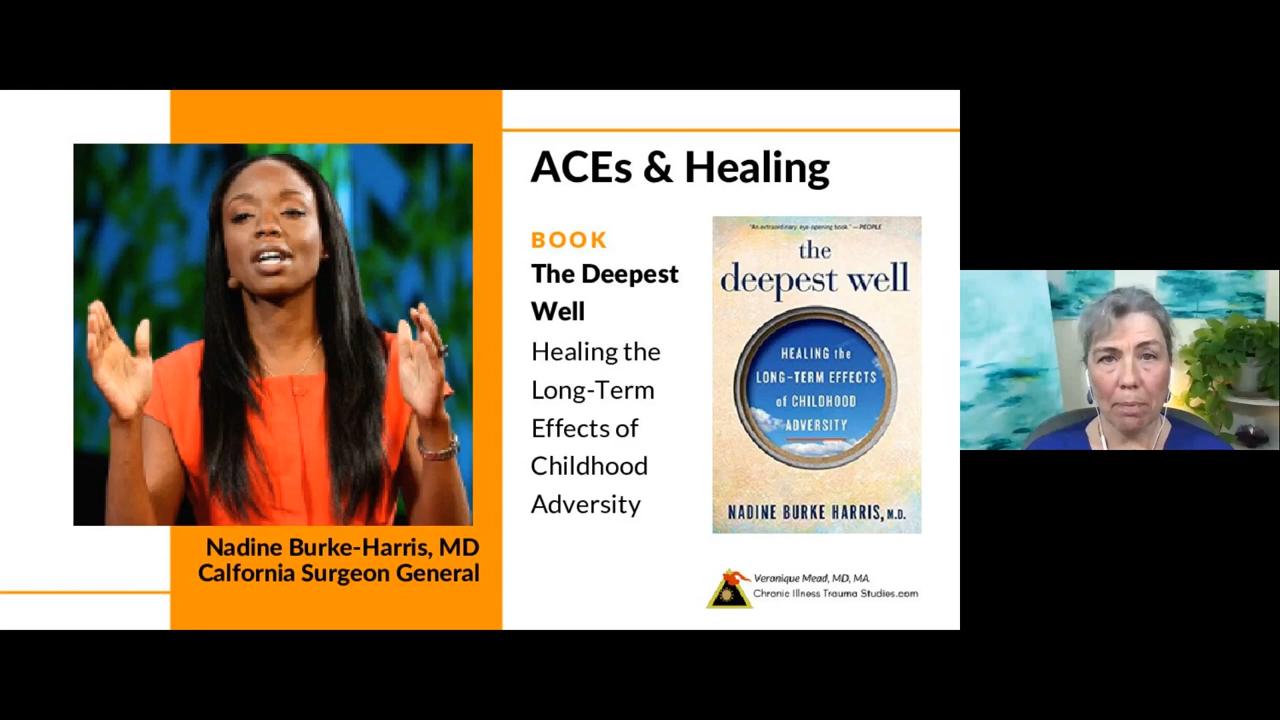 ACEs & Healing
BOOK
The Deepest
Well
Healing the
Long-Term
Effects of
Childhood
Adversity
"An extraordinary, eye-opening book." —PEOPLE
the
deepest well
HEALING the
LONG-TERM EFFECTS
of CHILDHOOD
ADVERSITY
NADINE BURKE HARRIS, M.D.
Nadine Burke-Harris, MD
Calfornia Surgeon General
Veronique Mead, MD, MA
Chronic Illness Trauma Studies.com